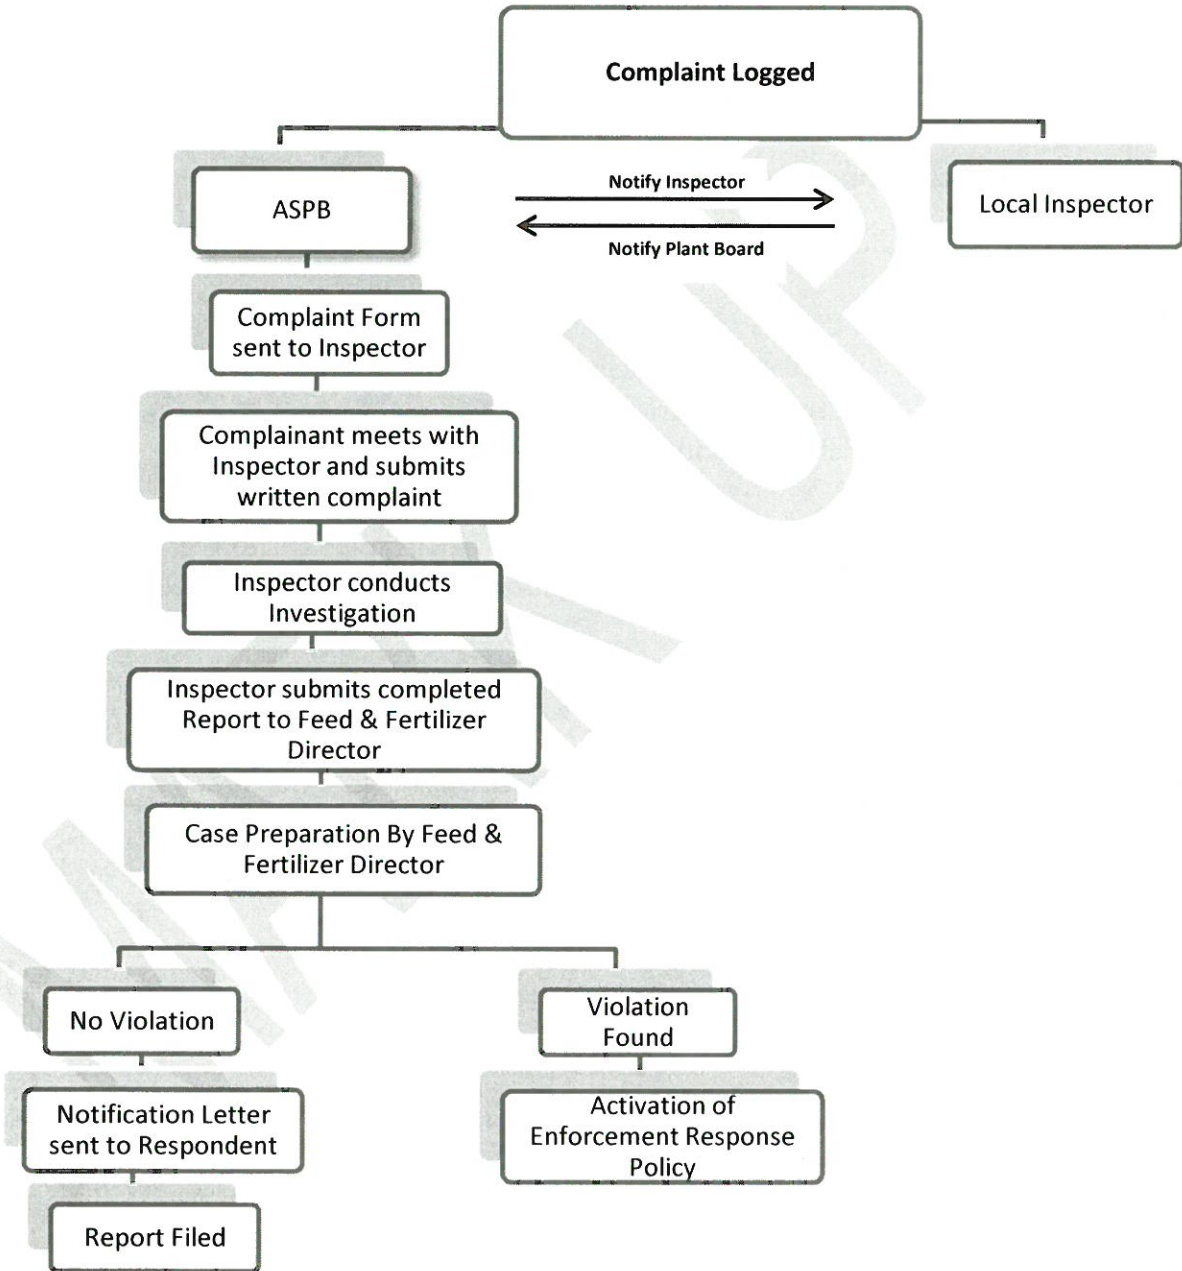 Complaint Logged
ASPB
Notify Inspector
Notify Plant Board
Local Inspector
Complaint Form
sent to Inspector
Complainant meets with
Inspector and submits
written complaint
Inspector conducts
Investigation
Inspector submits completed
Report to Feed & Fertilizer
Director
Case Preparation By Feed &
Fertilizer Director
No Violation
Violation
Found
Notification Letter
sent to Respondent
Activation of
Enforcement Response
Policy
Report Filed
MARK UP